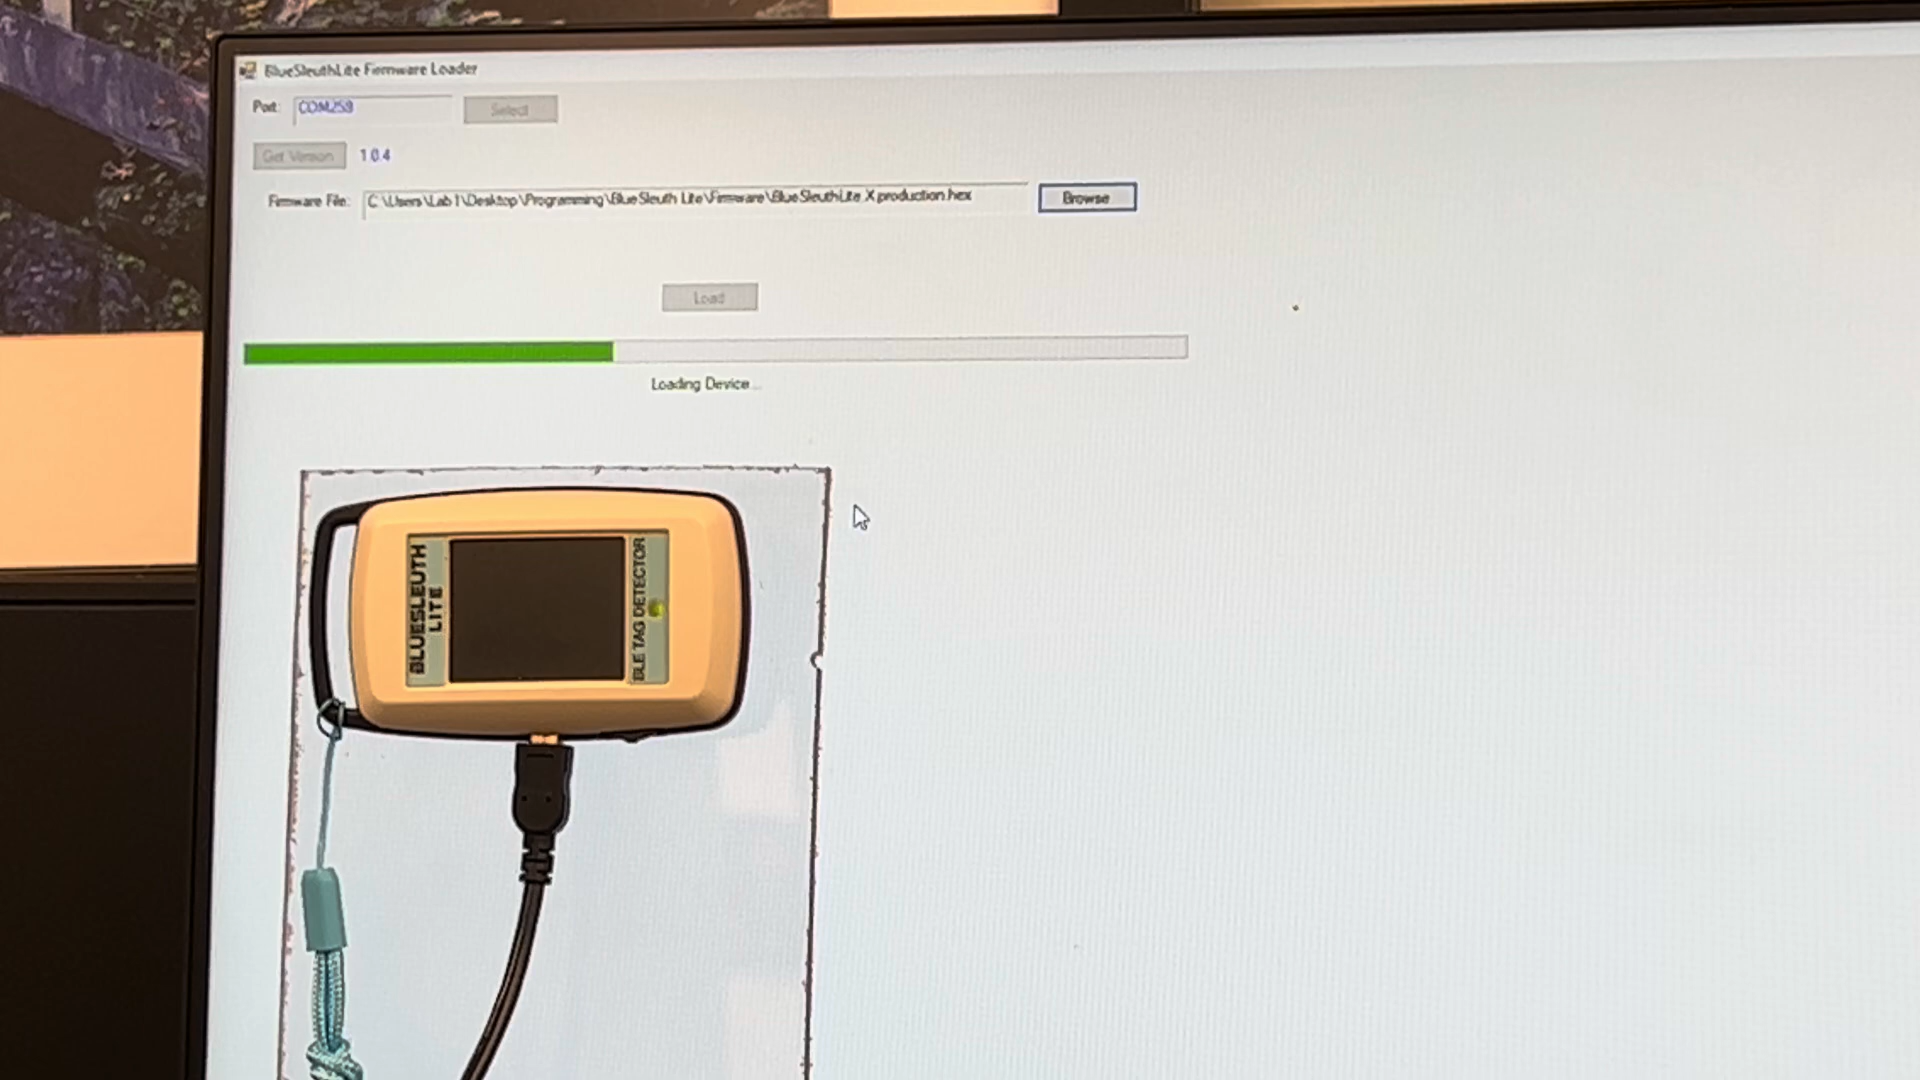 BlueSleuthLite Firmware Loader
Port: COM259 Select
Get Version 1.0.4
Firmware File: C:\Users\Lab 1\Desktop\Programming\BlueSleuth Lite\Firmware\BlueSleuthLite X production.hex Browse
Load
Loading Device...
BLUESLEUTH
LITE
BLE TAG DETECTOR